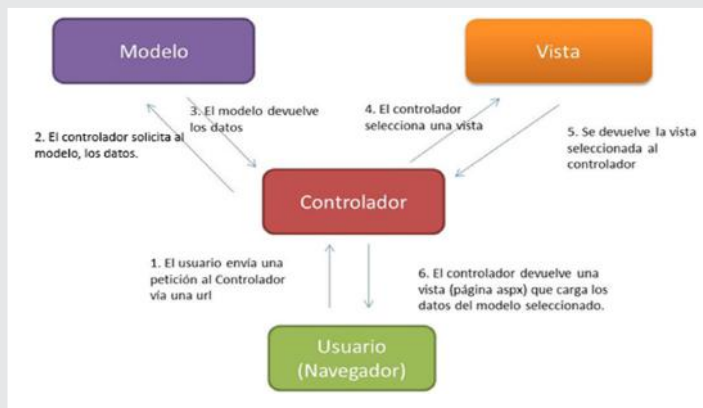 Modelo
Vista
3. El modelo devuelve
los datos
4. El controlador
selecciona una vista
2. El controlador solicita al
modelo, los datos.
5. Se devuelve la vista
seleccionada al
controlador
Controlador
1. El usuario envía una
petición al Controlador
vía una url
6. El controlador devuelve una
vista (página aspx) que carga los
datos del modelo seleccionado.
Usuario
(Navegador)